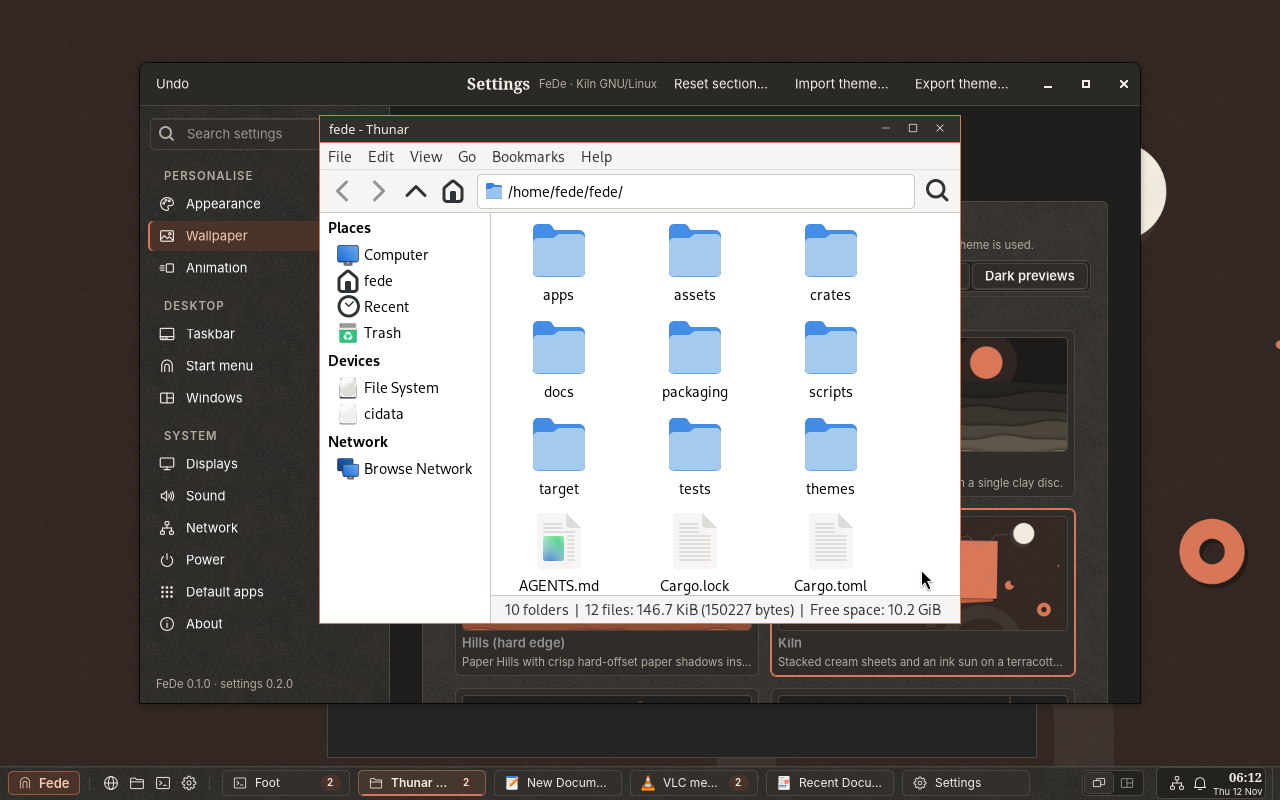 Undo
Settings FeDe · Kiln GNU/Linux Reset section... Import theme... Export theme...
Search settings
PERSONALISE
Appearance
Wallpaper
Animation
DESKTOP
Taskbar
Start menu
Windows
SYSTEM
Displays
Sound
Network
Power
Default apps
About
FeDe 0.1.0 · settings 0.2.0
fede - Thunar
File Edit View Go Bookmarks Help
/home/fede/fede/
Places
Computer
fede
Recent
Trash
Devices
File System
cidata
Network
Browse Network
apps assets crates
docs packaging scripts
target tests themes
AGENTS.md Cargo.lock Cargo.toml
10 folders | 12 files: 146.7 KiB (150227 bytes) | Free space: 10.2 GiB
heme is used.
Dark previews
a single clay disc.
Hills (hard edge)
Paper Hills with crisp hard-offset paper shadows ins...
Kiln
Stacked cream sheets and an ink sun on a terracott...
Fede Foot 2 Thunar ... 2 New Docum... VLC me... 2 Recent Docu... Settings
06:12
Thu 12 Nov